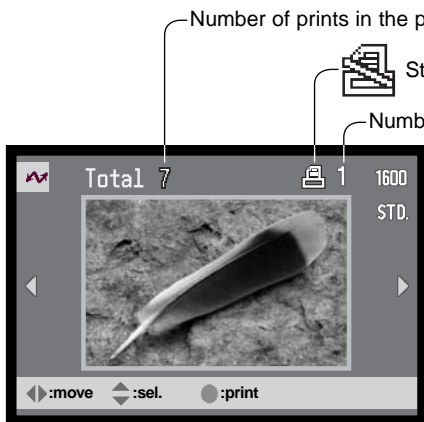 Number of prints in the
St
Numb
Total 7 1 1600
STD.
:move :sel. :print